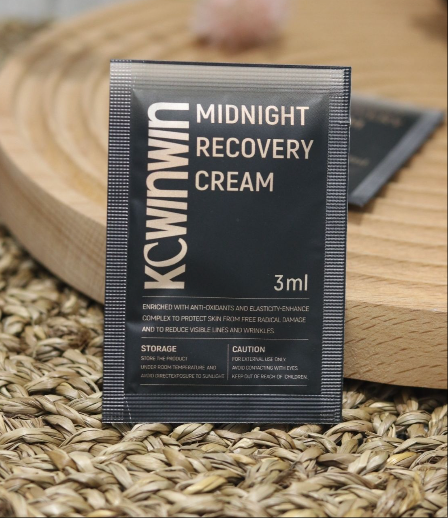 KCWINWIN
MIDNIGHT
RECOVERY
CREAM
3ml
ENRICHED WITH ANTI-OXIDANTS AND ELASTICITY-ENHANCE
COMPLEX TO PROTECT SKIN FROM FREE RADICAL DAMAGE
AND TO REDUCE VISIBLE LINES AND WRINKLES
STORAGE
STORE THE PRODUCT
UNDER ROOM TEMPERATURE AND
AVOID DIRECT EXPOSURE TO SUNLIGHT
CAUTION
FOR EXTERNAL USE ONLY
AVOID CONTACTING WITH EYES
KEEP OUT OF REACH OF CHILDREN.